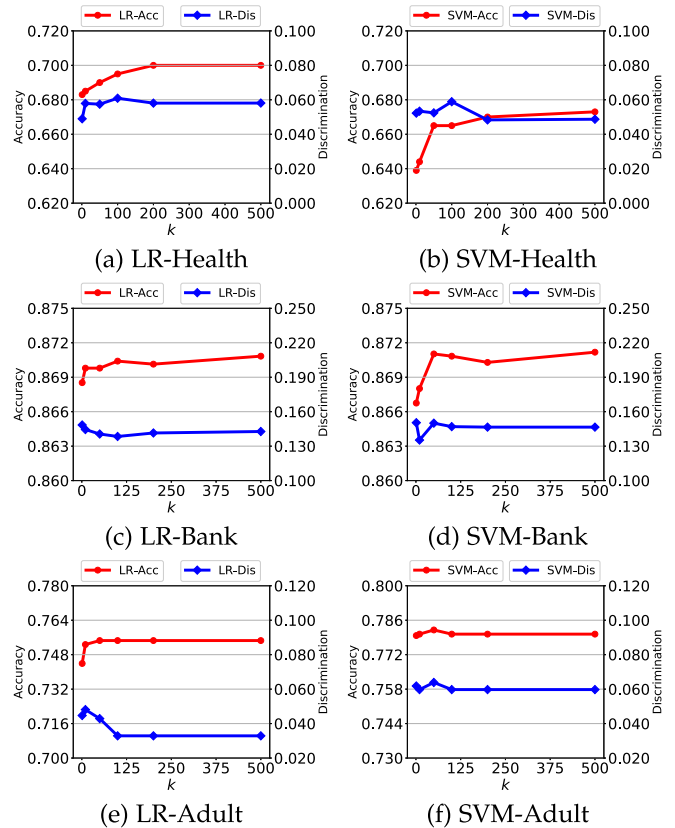 LR-Acc LR-Dis
0.720 0.100
0.700 0.080
0.680 0.060
0.660 0.040
0.640 0.020
0.620 0.000
Accuracy
Discrimination
0 100 200 300 400 500
k
(a) LR-Health
SVM-Acc SVM-Dis
0.720 0.100
0.700 0.080
0.680 0.060
0.660 0.040
0.640 0.020
0.620 0.000
Accuracy
Discrimination
0 100 200 300 400 500
k
(b) SVM-Health
LR-Acc LR-Dis
0.875 0.250
0.872 0.220
0.869 0.190
0.866 0.160
0.863 0.130
0.860 0.100
Accuracy
Discrimination
0 125 250 375 500
k
(c) LR-Bank
SVM-Acc SVM-Dis
0.875 0.250
0.872 0.220
0.869 0.190
0.866 0.160
0.863 0.130
0.860 0.100
Accuracy
Discrimination
0 125 250 375 500
k
(d) SVM-Bank
LR-Acc LR-Dis
0.780 0.120
0.764 0.100
0.748 0.080
0.732 0.060
0.716 0.040
0.700 0.020
Accuracy
Discrimination
0 125 250 375 500
k
(e) LR-Adult
SVM-Acc SVM-Dis
0.800 0.120
0.786 0.100
0.772 0.080
0.758 0.060
0.744 0.040
0.730 0.020
Accuracy
Discrimination
0 125 250 375 500
k
(f) SVM-Adult